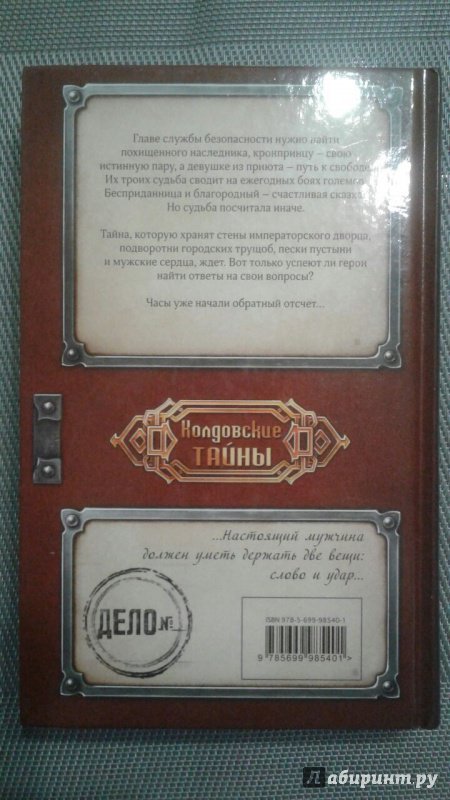 Главе службы безопасности нужно найти
похищенного наследника, кронпринцу – свою
истинную пару, а девушке из приюта – путь к свободе.
Их троих судьба сводит на ежегодных боях големов.
Бесприданница и благородный – счастливая сказка?
Но судьба посчитала иначе.
Тайна, которую хранят стены императорского дворца,
подворотни городских трущоб, пески пустыни
и мужские сердца, ждет. Вот только успеют ли герои
найти ответы на свои вопросы?
Часы уже начали обратный отсчет...
Колдовские
ТАЙНЫ
...Настоящий мужчина
должен уметь держать две вещи:
слово и удар...
ДЕЛО №
ISBN 978-5-699-98540-1
9 785699 985401 >
Лабиринт.ру